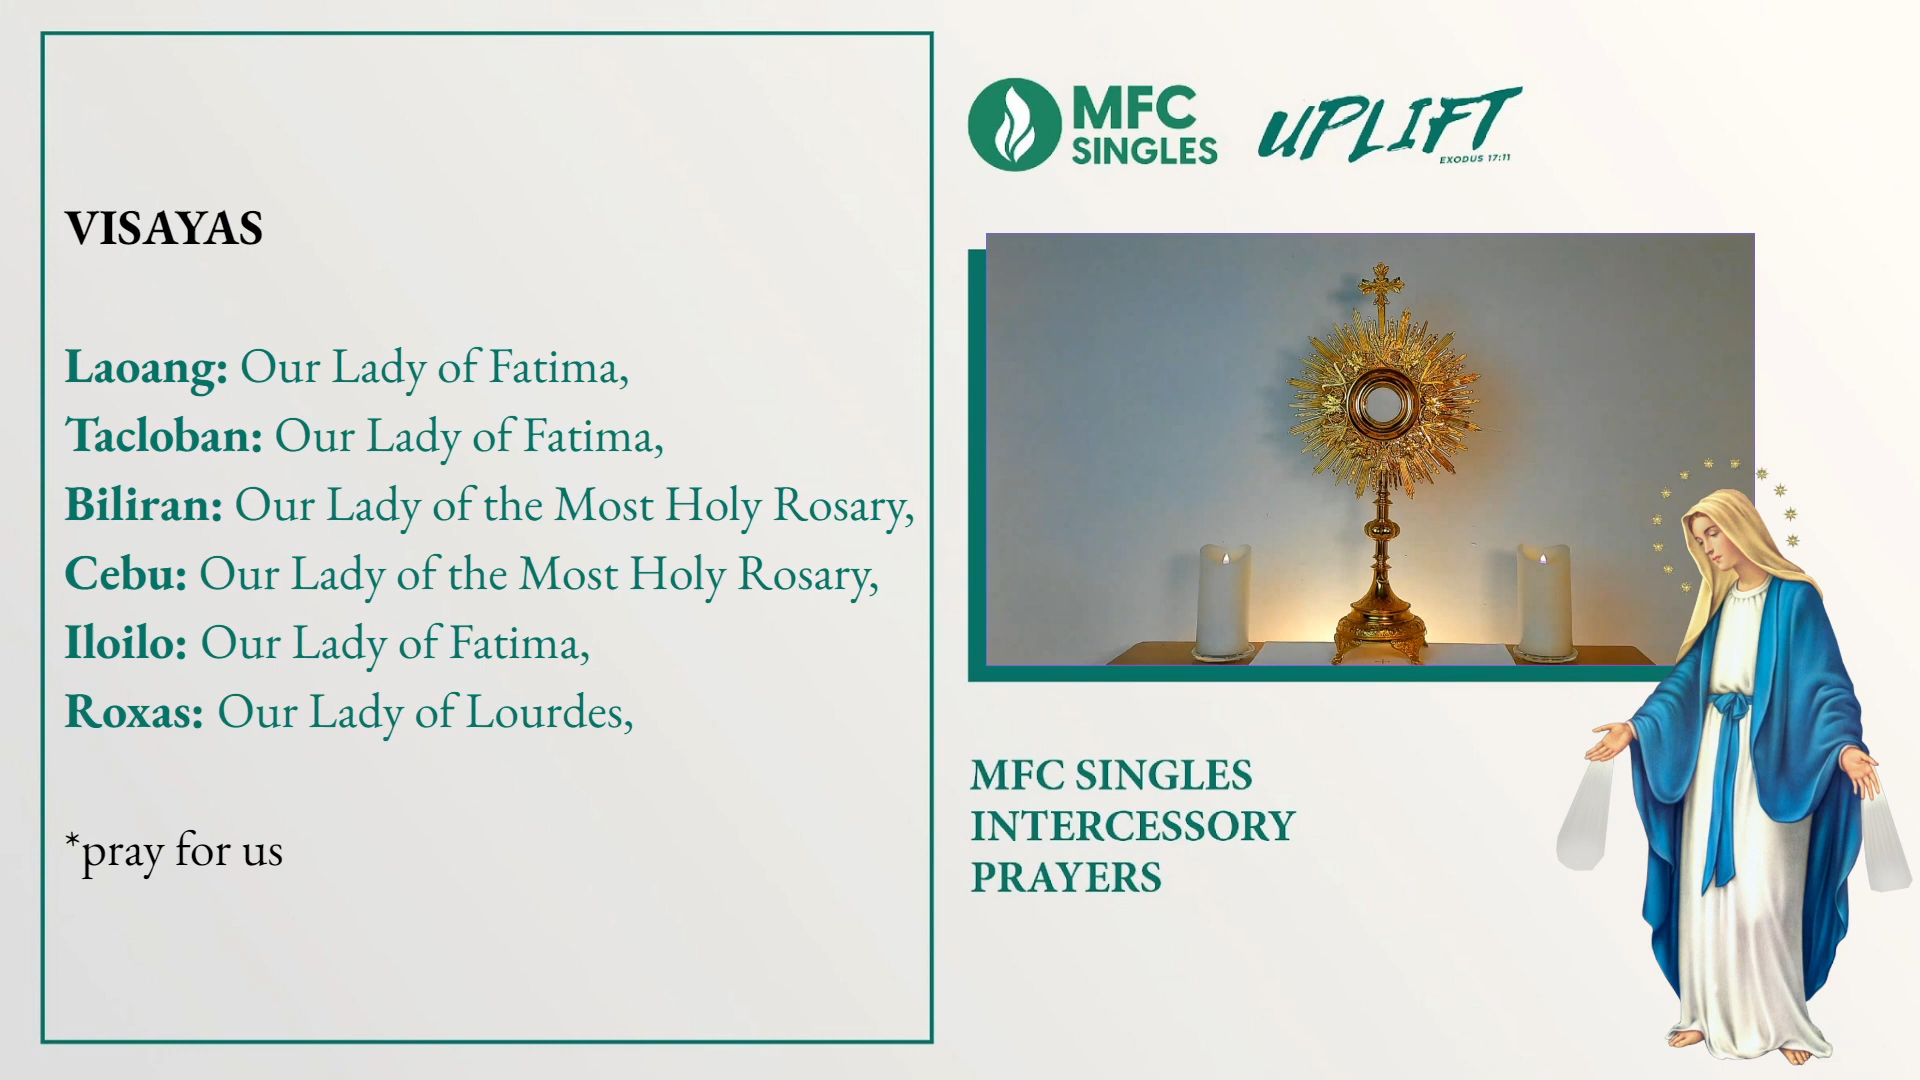 VISAYAS
Laoang: Our Lady of Fatima,
Tacloban: Our Lady of Fatima,
Biliran: Our Lady of the Most Holy Rosary,
Cebu: Our Lady of the Most Holy Rosary,
Iloilo: Our Lady of Fatima,
Roxas: Our Lady of Lourdes,
*pray for us
MFC
SINGLES
UPLIFT
EXODUS 17:11
MFC SINGLES
INTERCESSORY
PRAYERS